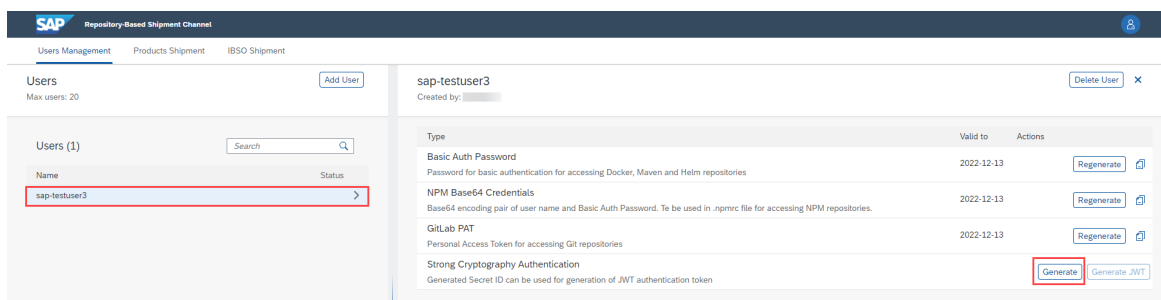 SAP Repository-Based Shipment Channel
Users Management Products Shipment IBSO Shipment
Users
Add User
Max users: 20
Users (1)
Search
Name Status
sap-testuser3
sap-testuser3
Delete User
Created by:
Type Valid to Actions
Basic Auth Password
Password for basic authentication for accessing Docker, Maven and Helm repositories
2022-12-13
Regenerate
NPM Base64 Credentials
Base64 encoding pair of user name and Basic Auth Password. Te be used in .npmrc file for accessing NPM repositories.
2022-12-13
Regenerate
GitLab PAT
Personal Access Token for accessing Git repositories
2022-12-13
Regenerate
Strong Cryptography Authentication
Generated Secret ID can be used for generation of JWT authentication token
Generate
Generate JWT